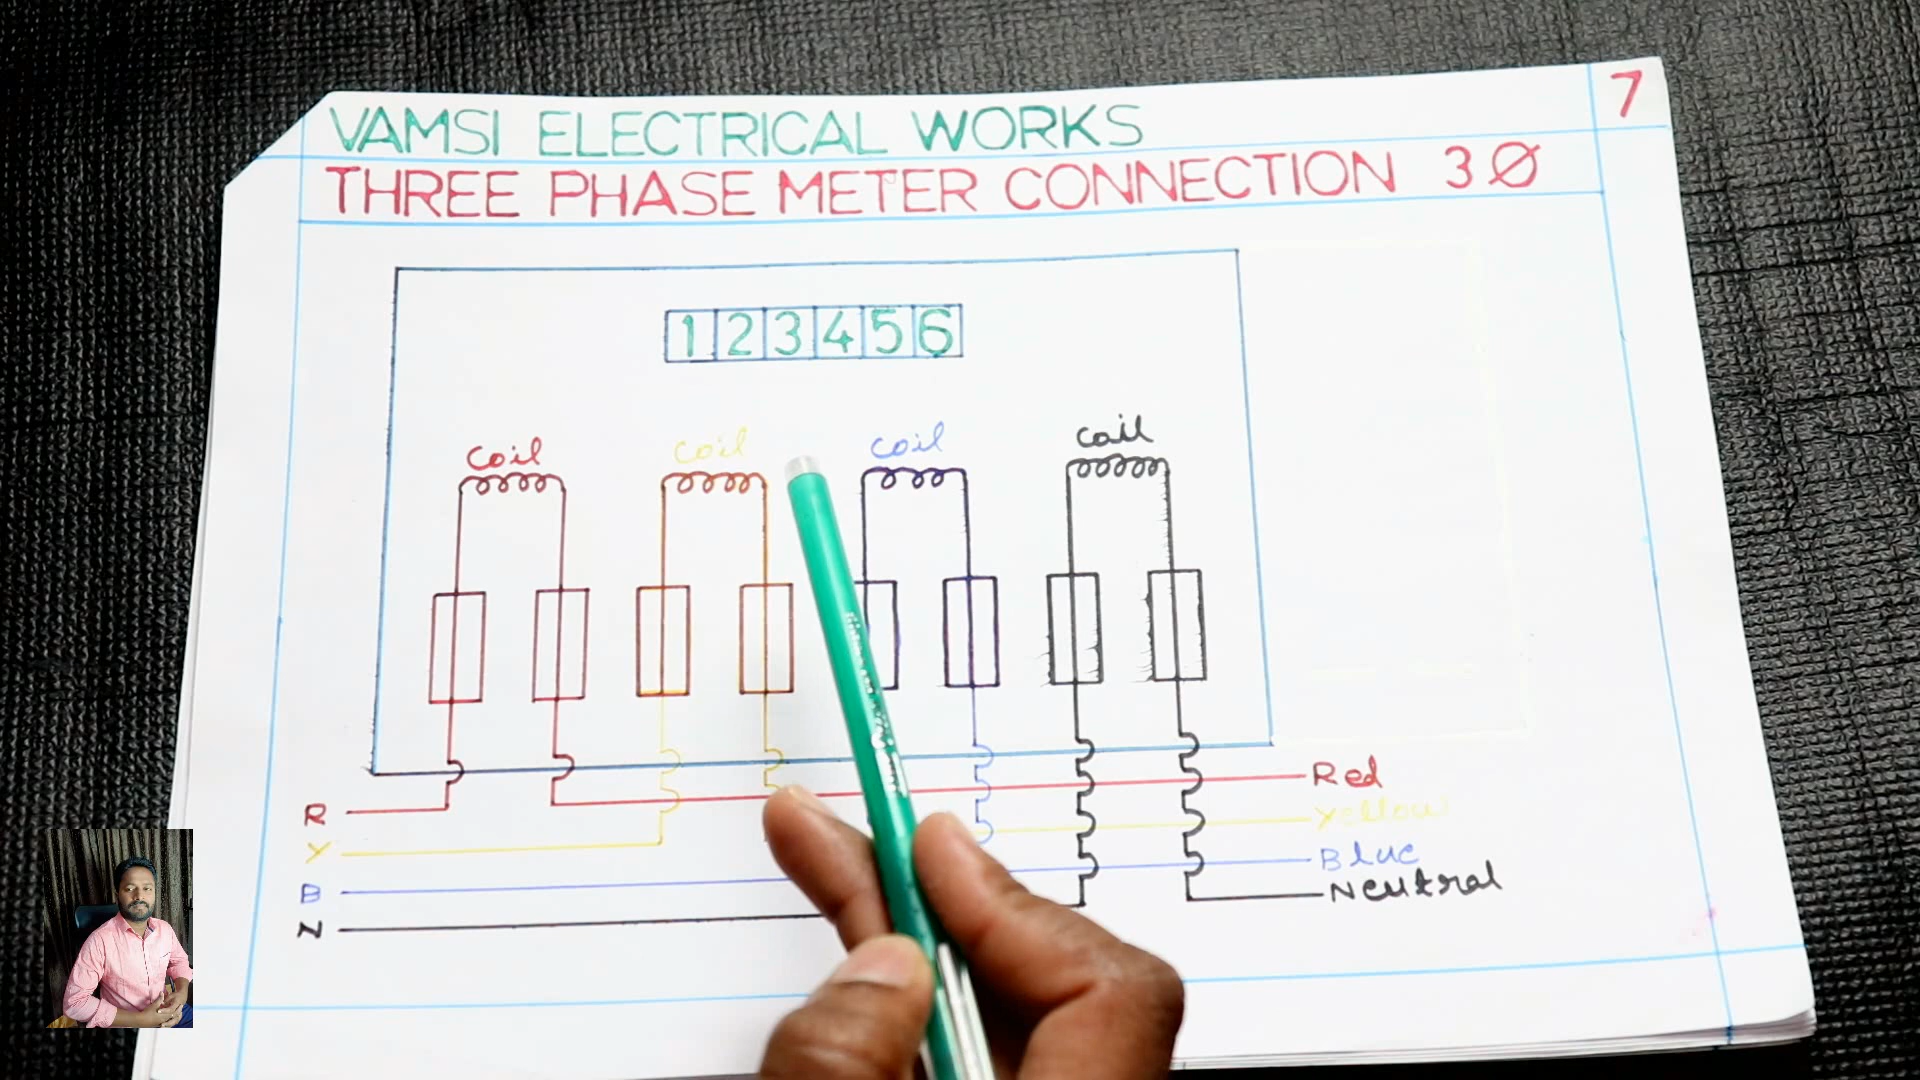 VAMSI ELECTRICAL WORKS
7
THREE PHASE METER CONNECTION 3Ø
123456
Coil
Coil
Coil
Coil
R
Y
B
N
Red
Yellow
Blue
Neutral